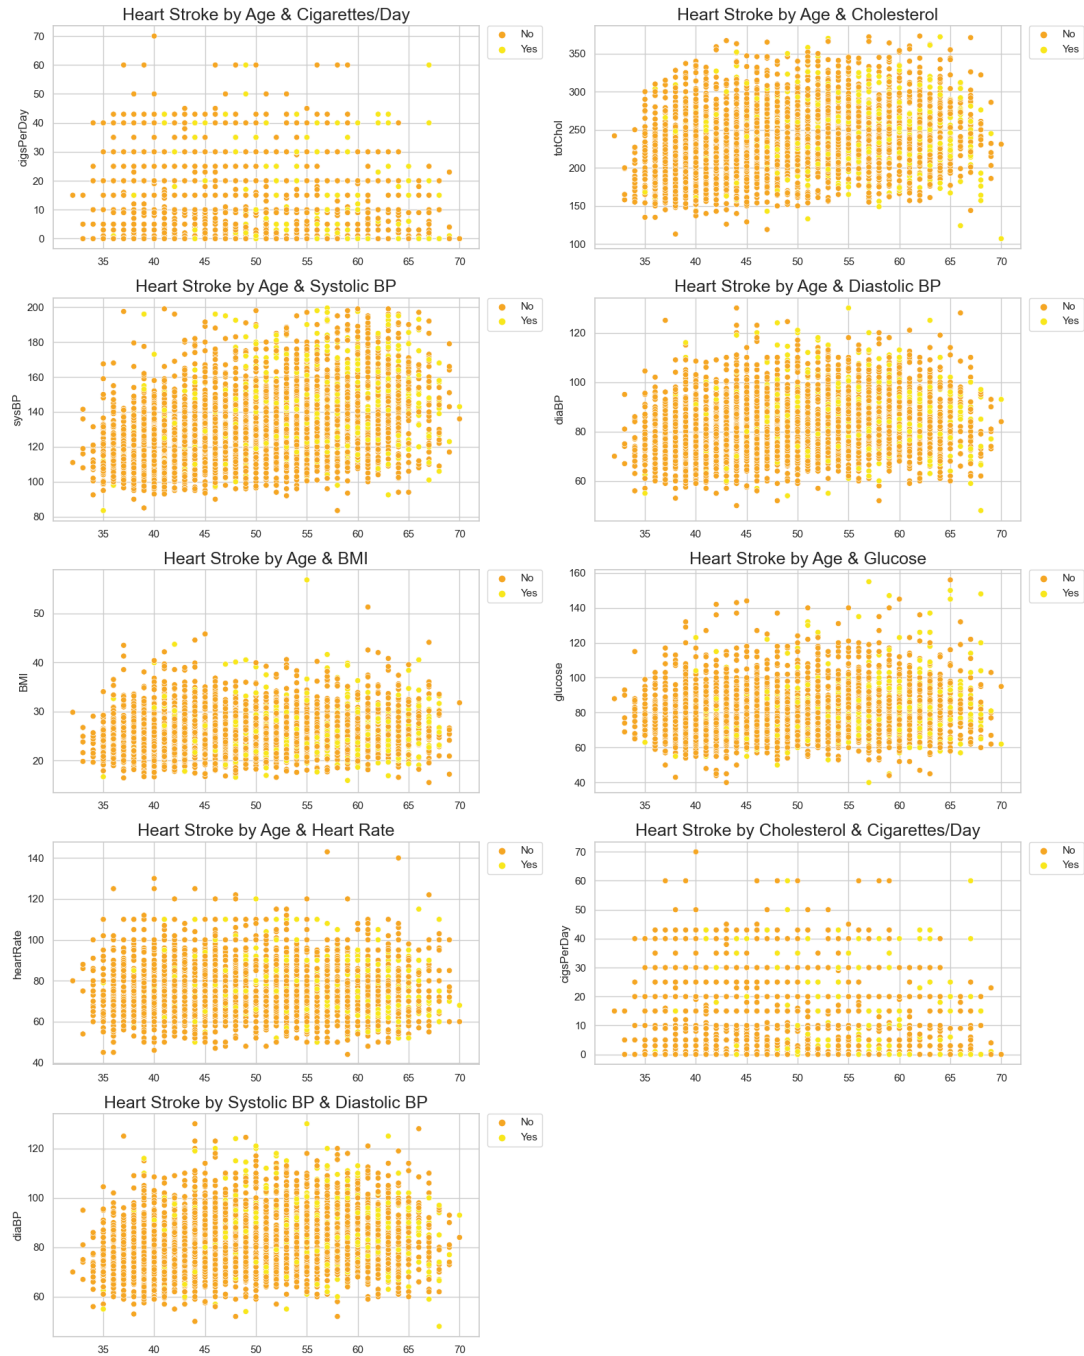 Heart Stroke by Age & Cigarettes/Day
No
Yes
cigsPerDay
70
60
50
40
30
20
10
0
35 40 45 50 55 60 65 70
Heart Stroke by Age & Cholesterol
No
Yes
totChol
350
300
250
200
150
100
35 40 45 50 55 60 65 70
Heart Stroke by Age & Systolic BP
No
Yes
sysBP
200
180
160
140
120
100
80
35 40 45 50 55 60 65 70
Heart Stroke by Age & Diastolic BP
No
Yes
diaBP
120
100
80
60
35 40 45 50 55 60 65 70
Heart Stroke by Age & BMI
No
Yes
BMI
50
40
30
20
35 40 45 50 55 60 65 70
Heart Stroke by Age & Glucose
No
Yes
glucose
160
140
120
100
80
60
40
35 40 45 50 55 60 65 70
Heart Stroke by Age & Heart Rate
No
Yes
heartRate
140
120
100
80
60
40
35 40 45 50 55 60 65 70
Heart Stroke by Cholesterol & Cigarettes/Day
No
Yes
cigsPerDay
70
60
50
40
30
20
10
0
35 40 45 50 55 60 65 70
Heart Stroke by Systolic BP & Diastolic BP
No
Yes
diaBP
120
100
80
60
35 40 45 50 55 60 65 70